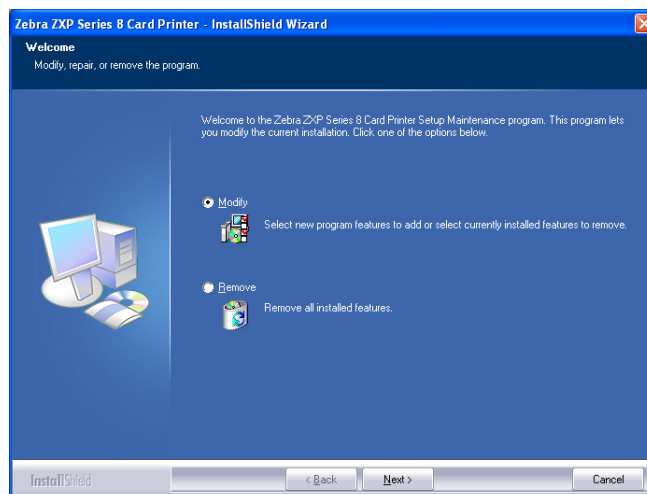 Zebra ZXP Series 8 Card Printer - InstallShield Wizard
Welcome
Modify, repair, or remove the program.
Welcome to the Zebra ZXP Series 8 Card Printer Setup Maintenance program. This program lets
you modify the current installation. Click one of the options below.
Modify
Select new program features to add or select currently installed features to remove.
Remove
Remove all installed features.
InstallShield
< Back
Next >
Cancel